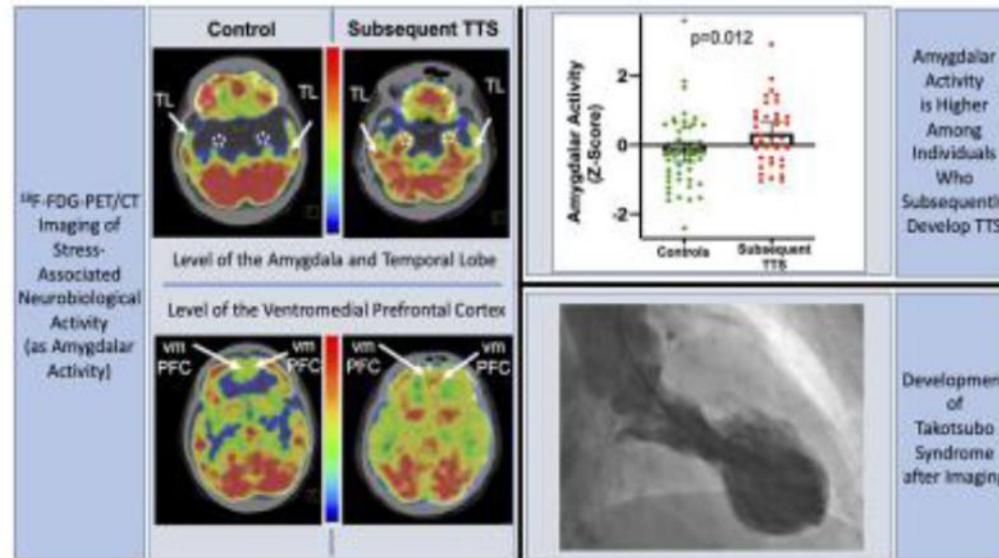 ¹⁸F-FDG-PET/CT
Imaging of
Stress-
Associated
Neurobiological
Activity
(as Amygdalar
Activity)
Control
Subsequent TTS
TL
TL
TL
TL
Level of the Amygdala and Temporal Lobe
Level of the Ventromedial Prefrontal Cortex
vm
PFC
vm
PFC
vm
PFC
vm
PFC
Amygdalar Activity
(Z-Score)
p=0.012
2
0
-2
Controls
Subsequent
TTS
Amygdalar
Activity
is Higher
Among
Individuals
Who
Subsequentl
Develop TTS
Developmen
of
Takotsubo
Syndrome
after Imaging